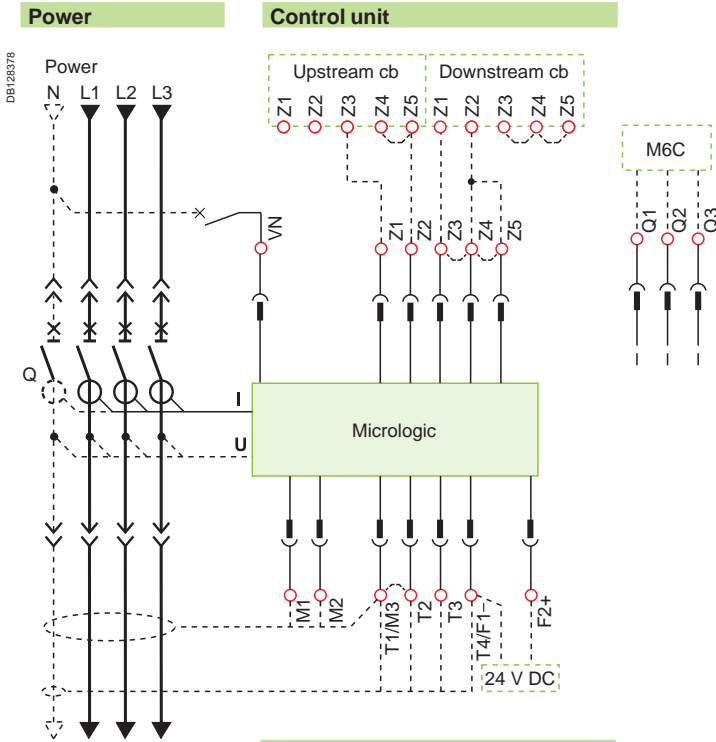 Power
Control unit
DB128378
Power
N L1 L2 L3
Upstream cb
Downstream cb
Z1 Z2 Z3 Z4 Z5 Z1 Z2 Z3 Z4 Z5
M6C
Q1 Q2 Q3
VN
Z1 Z2 Z3 Z4 Z5
Q
I
U
Micrologic
M1 M2 T1/M3 T2 T3 T4/F1– F2+
24 V DC